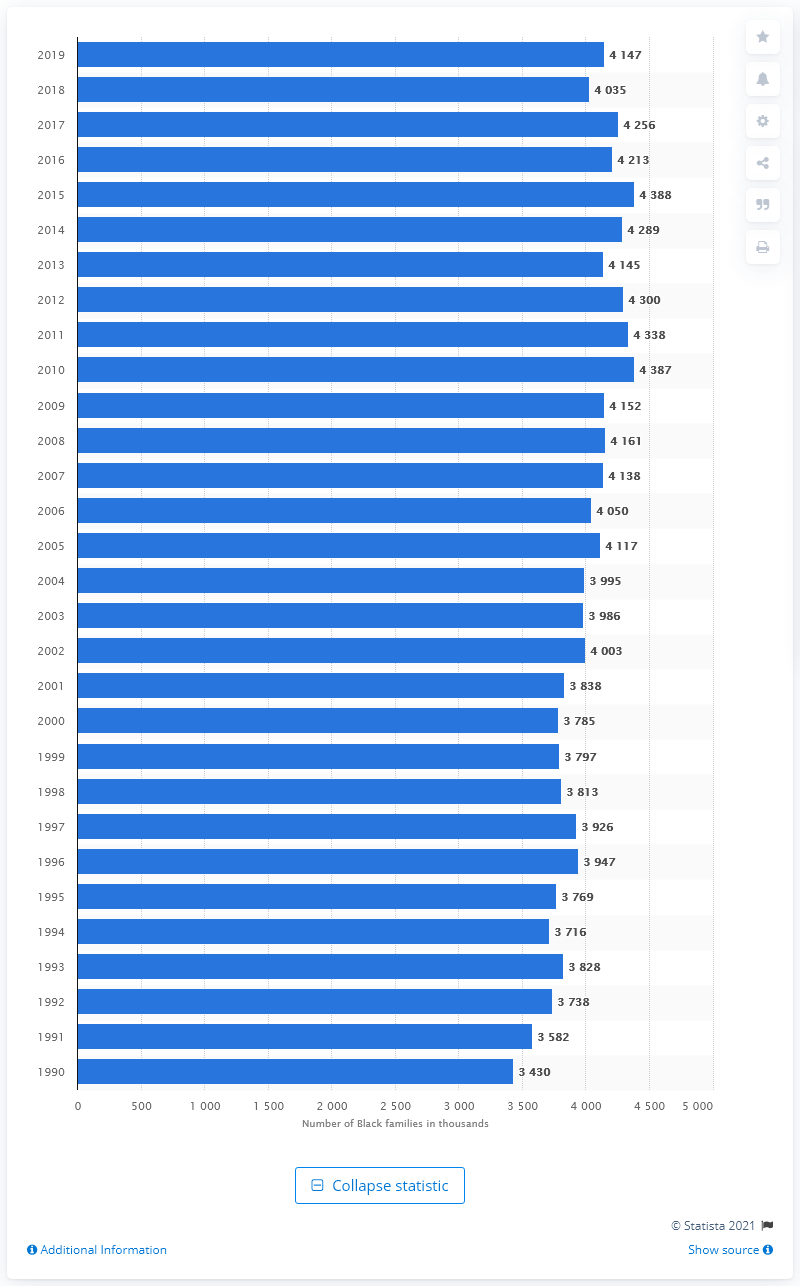 2019 4 147
2018 4 035
2017 4 256
2016 4 213
2015 4 388
2014 4 289
2013 4 145
2012 4 300
2011 4 338
2010 4 387
2009 4 152
2008 4 161
2007 4 138
2006 4 050
2005 4 117
2004 3 995
2003 3 986
2002 4 003
2001 3 838
2000 3 785
1999 3 797
1998 3 813
1997 3 926
1996 3 947
1995 3 769
1994 3 716
1993 3 828
1992 3 738
1991 3 582
1990 3 430
0 500 1 000 1 500 2 000 2 500 3 000 3 500 4 000 4 500 5 000
Number of Black families in thousands
Collapse statistic
© Statista 2021
Additional Information Show source